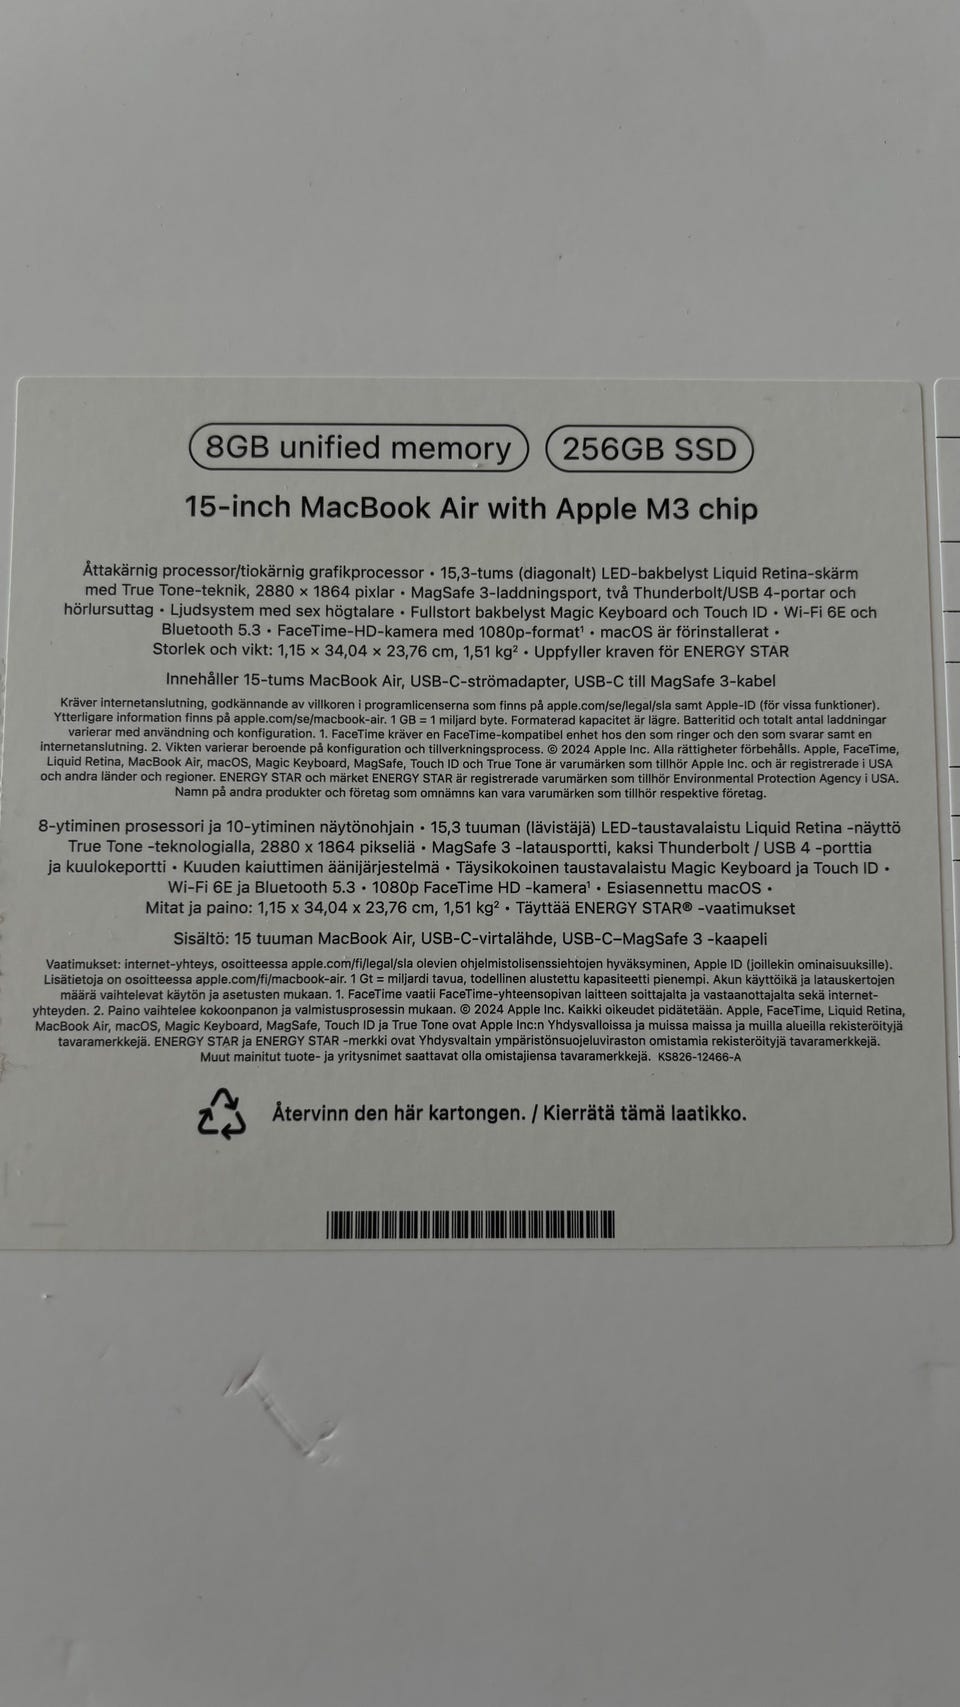 8GB unified memory 256GB SSD
15-inch MacBook Air with Apple M3 chip
Åttakärnig processor/tiokärnig grafikprocessor • 15,3-tums (diagonalt) LED-bakbelyst Liquid Retina-skärm
med True Tone-teknik, 2880 × 1864 pixlar • MagSafe 3-laddningsport, två Thunderbolt/USB 4-portar och
hörlursuttag • Ljudsystem med sex högtalare • Fullstort bakbelyst Magic Keyboard och Touch ID • Wi-Fi 6E och
Bluetooth 5.3 • FaceTime-HD-kamera med 1080p-format¹ • macOS är förinstallerat •
Storlek och vikt: 1,15 × 34,04 × 23,76 cm, 1,51 kg² • Uppfyller kraven för ENERGY STAR
Innehåller 15-tums MacBook Air, USB-C-strömadapter, USB-C till MagSafe 3-kabel
Kräver internetanslutning, godkännande av villkoren i programlicenserna som finns på apple.com/se/legal/sla samt Apple-ID (för vissa funktioner).
Ytterligare information finns på apple.com/se/macbook-air. 1 GB = 1 miljard byte. Formaterad kapacitet är lägre. Batteritid och totalt antal laddningar
varierar med användning och konfiguration. 1. FaceTime kräver en FaceTime-kompatibel enhet hos den som ringer och den som svarar samt en
internetanslutning. 2. Vikten varierar beroende på konfiguration och tillverkningsprocess. © 2024 Apple Inc. Alla rättigheter förbehålls. Apple, FaceTime,
Liquid Retina, MacBook Air, macOS, Magic Keyboard, MagSafe, Touch ID och True Tone är varumärken som tillhör Apple Inc. och är registrerade i USA
och andra länder och regioner. ENERGY STAR och märket ENERGY STAR är registrerade varumärken som tillhör Environmental Protection Agency i USA.
Namn på andra produkter och företag som omnämns kan vara varumärken som tillhör respektive företag.
8-ytiminen prosessori ja 10-ytiminen näytönohjain • 15,3 tuuman (lävistäjä) LED-taustavalaistu Liquid Retina -näyttö
True Tone -teknologialla, 2880 x 1864 pikseliä • MagSafe 3 -latausportti, kaksi Thunderbolt / USB 4 -porttia
ja kuulokeportti • Kuuden kaiuttimen äänijärjestelmä • Täysikokoinen taustavalaistu Magic Keyboard ja Touch ID •
Wi-Fi 6E ja Bluetooth 5.3 • 1080p FaceTime HD -kamera¹ • Esiasennettu macOS •
Mitat ja paino: 1,15 x 34,04 x 23,76 cm, 1,51 kg² • Täyttää ENERGY STAR® -vaatimukset
Sisältö: 15 tuuman MacBook Air, USB-C-virtalähde, USB-C–MagSafe 3 -kaapeli
Vaatimukset: internet-yhteys, osoitteessa apple.com/fi/legal/sla olevien ohjelmistolisenssiehtojen hyväksyminen, Apple ID (joillekin ominaisuuksille).
Lisätietoja on osoitteessa apple.com/fi/macbook-air. 1 Gt = miljardi tavua, todellinen alustettu kapasiteetti pienempi. Akun käyttöikä ja latauskertojen
määrä vaihtelevat käytön ja asetusten mukaan. 1. FaceTime vaatii FaceTime-yhteensopivan laitteen soittajalta ja vastaanottajalta sekä internet-
yhteyden. 2. Paino vaihtelee kokoonpanon ja valmistusprosessin mukaan. © 2024 Apple Inc. Kaikki oikeudet pidätetään. Apple, FaceTime, Liquid Retina,
MacBook Air, macOS, Magic Keyboard, MagSafe, Touch ID ja True Tone ovat Apple Inc:n Yhdysvalloissa ja muissa maissa ja muilla alueilla rekisteröityjä
tavaramerkkejä. ENERGY STAR ja ENERGY STAR -merkki ovat Yhdysvaltain ympäristönsuojeluviraston omistamia rekisteröityjä tavaramerkkejä.
Muut mainitut tuote- ja yritysnimet saattavat olla omistajiensa tavaramerkkejä. KS826-12466-A
Återvinn den här kartongen. / Kierrätä tämä laatikko.